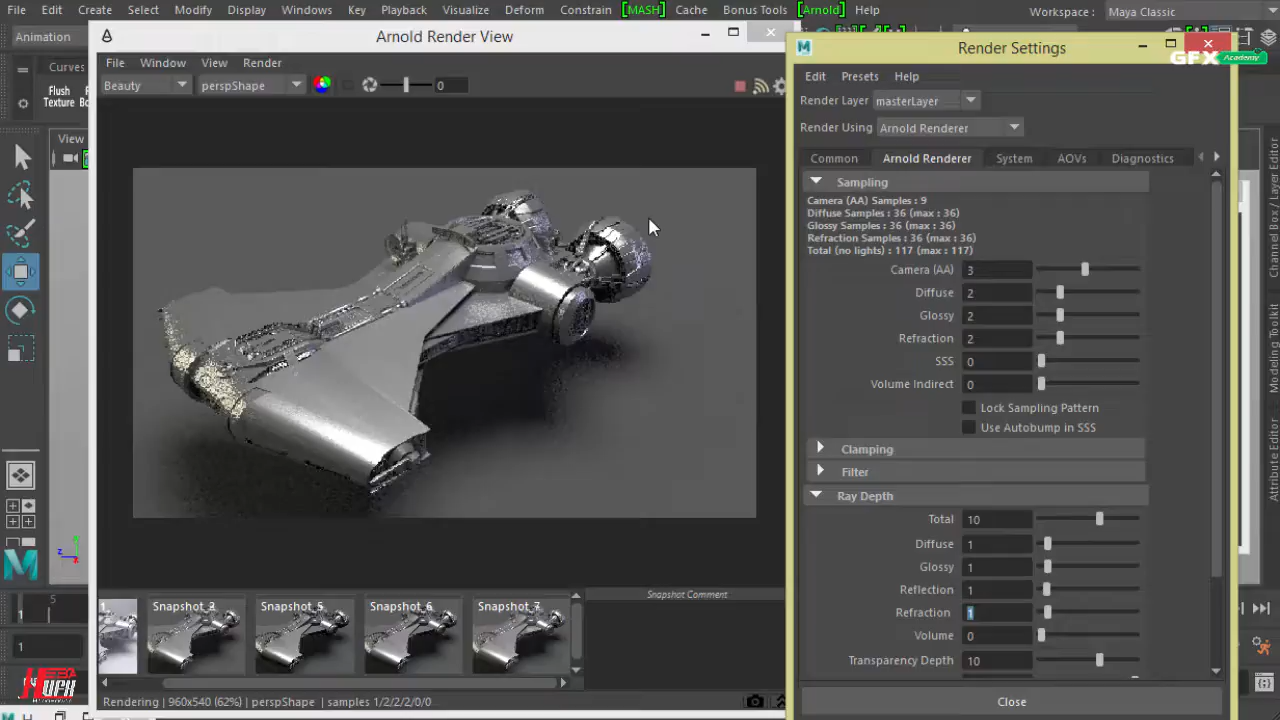 File Edit Create Select Modify Display Windows Key Playback Visualize Deform Constrain [MASH] Cache Bonus Tools [Arnold] Help
Workspace : Maya Classic
Animation
Arnold Render View
Render Settings
GFX Academy
Curves
File Window View Render
Edit Presets Help
Flush
Texture
Beauty perspShape 0
Render Layer masterLayer
Render Using Arnold Renderer
View
Common Arnold Renderer System AOVs Diagnostics
Sampling
Camera (AA) Samples : 9
Diffuse Samples : 36 (max : 36)
Glossy Samples : 36 (max : 36)
Refraction Samples : 36 (max : 36)
Total (no lights) : 117 (max : 117)
Camera (AA) 3
Diffuse 2
Glossy 2
Refraction 2
SSS 0
Volume Indirect 0
Lock Sampling Pattern
Use Autobump in SSS
Clamping
Filter
Ray Depth
Total 10
Diffuse 1
Glossy 1
Reflection 1
Refraction 1
Volume 0
Transparency Depth 10
Close
Channel Box / Layer Editor
Modeling Toolkit
Attribute Editor
z y x
1 5
1
1. Snapshot_2 Snapshot_5 Snapshot_6 Snapshot_7
Snapshot Comment
Rendering | 960x540 (62%) | perspShape | samples 1/2/2/2/0/0